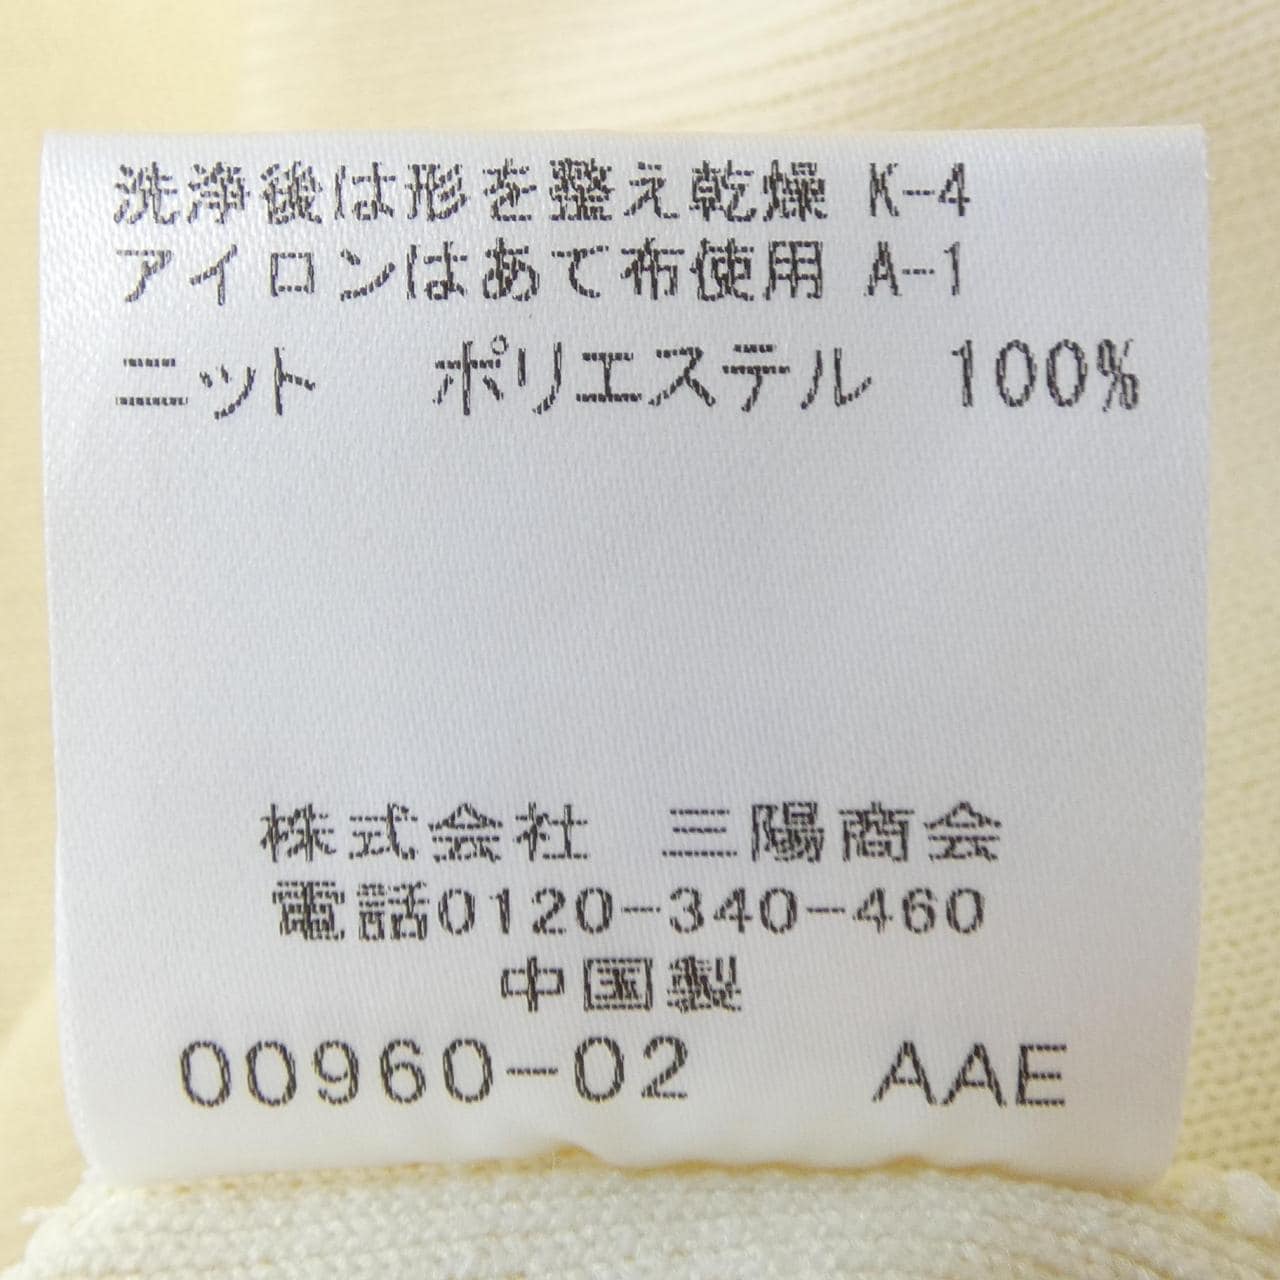 洗浄後は形を整え乾燥 K-4
アイロンはあて布使用 A-1
ニット ポリエステル 100%
株式会社 三陽商会
電話0120-340-460
中国製
00960-02 AAE